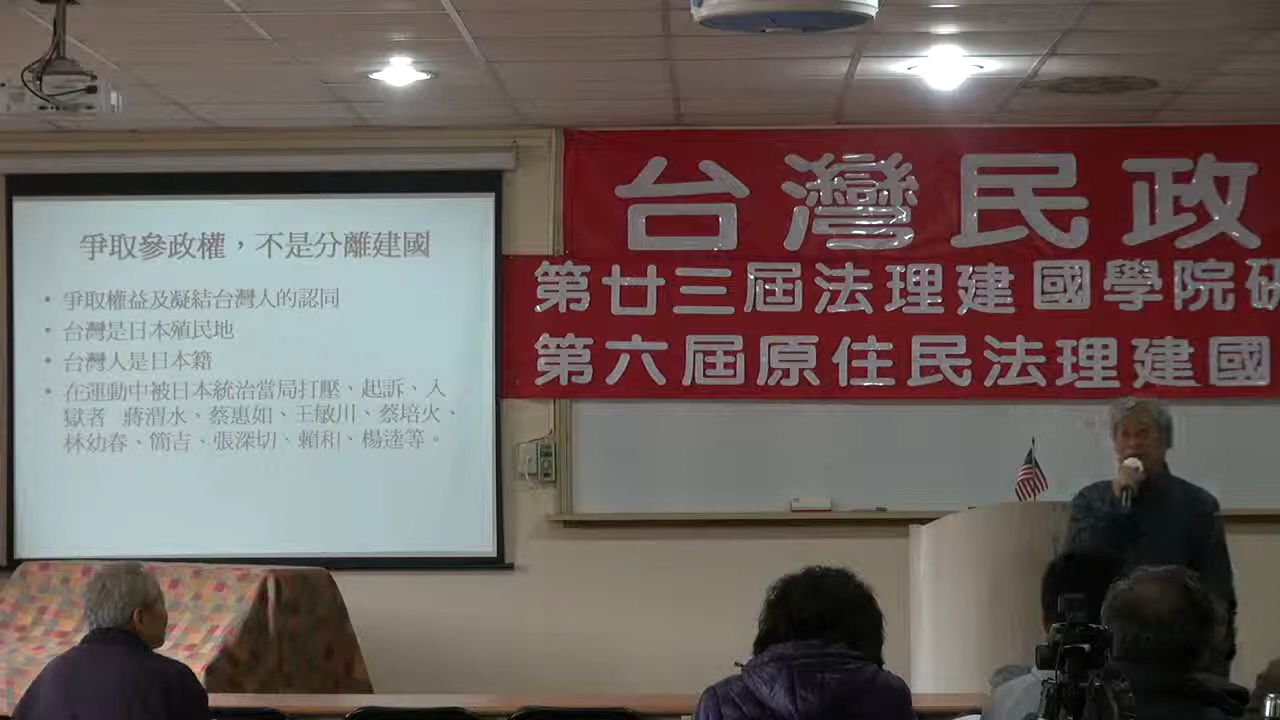 爭取參政權，不是分離建國
• 爭取權益及凝結台灣人的認同
• 台灣是日本殖民地
• 台灣人是日本籍
• 在運動中被日本統治當局打壓、起訴、入
獄者 蔣渭水、蔡惠如、王敏川、蔡培火、
林幼春、簡吉、張深切、賴和、楊逵等。
台灣民政
第廿三屆法理建國學院研
第六屆原住民法理建國